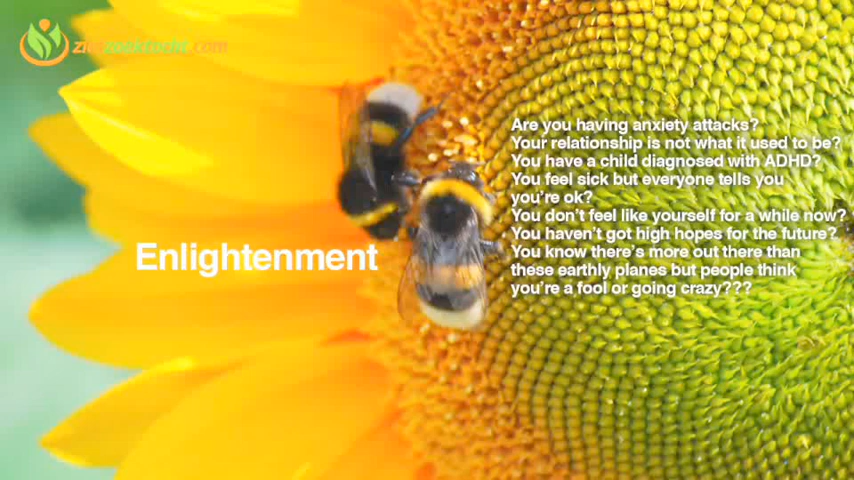 Enlightenment
Are you having anxiety attacks?
Your relationship is not what it used to be?
You have a child diagnosed with ADHD?
You feel sick but everyone tells you
you're ok?
You don't feel like yourself for a while now?
You haven't got high hopes for the future?
You know there's more out there than
these earthly planes but people think
you're a fool or going crazy???